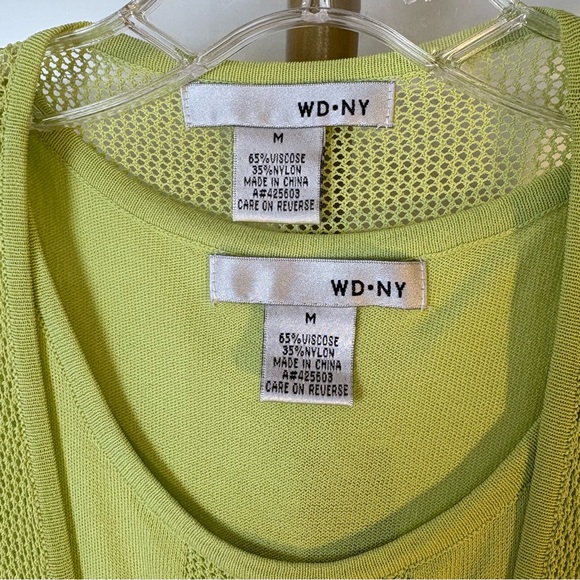 WD•NY
M
65%VISCOSE
35%NYLON
MADE IN CHINA
A#425603
CARE ON REVERSE
WD•NY
M
65%VISCOSE
35%NYLON
MADE IN CHINA
A#425603
CARE ON REVERSE